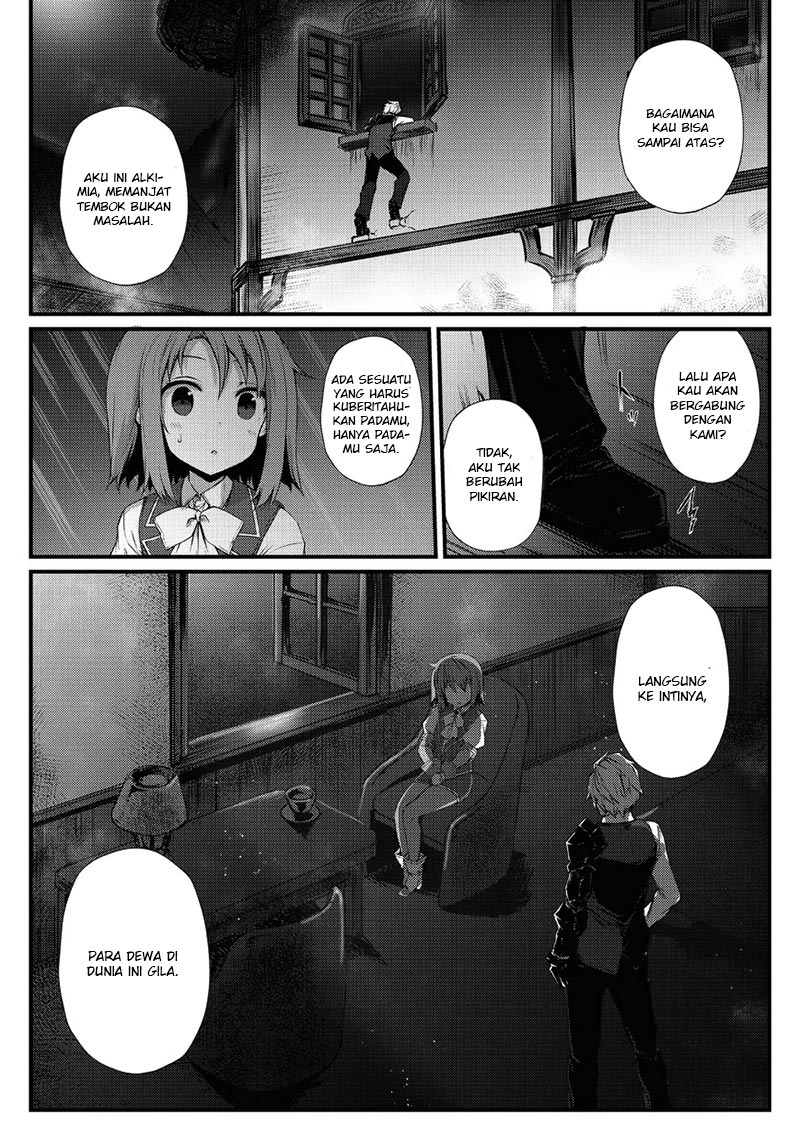 BAGAIMANA
KAU BISA
SAMPAI ATAS?
AKU INI ALKI-
MIA, MEMANJAT
TEMBOK BUKAN
MASALAH.
LALU APA
KAU AKAN
BERGABUNG
DENGAN
KAMI?
TIDAK,
AKU TAK
BERUBAH
PIKIRAN.
ADA SESUATU
YANG HARUS
KUBERITAHU-
KAN PADAMU,
HANYA PADA-
MU SAJA.
LANGSUNG
KE INTINYA,
PARA DEWA DI
DUNIA INI GILA.